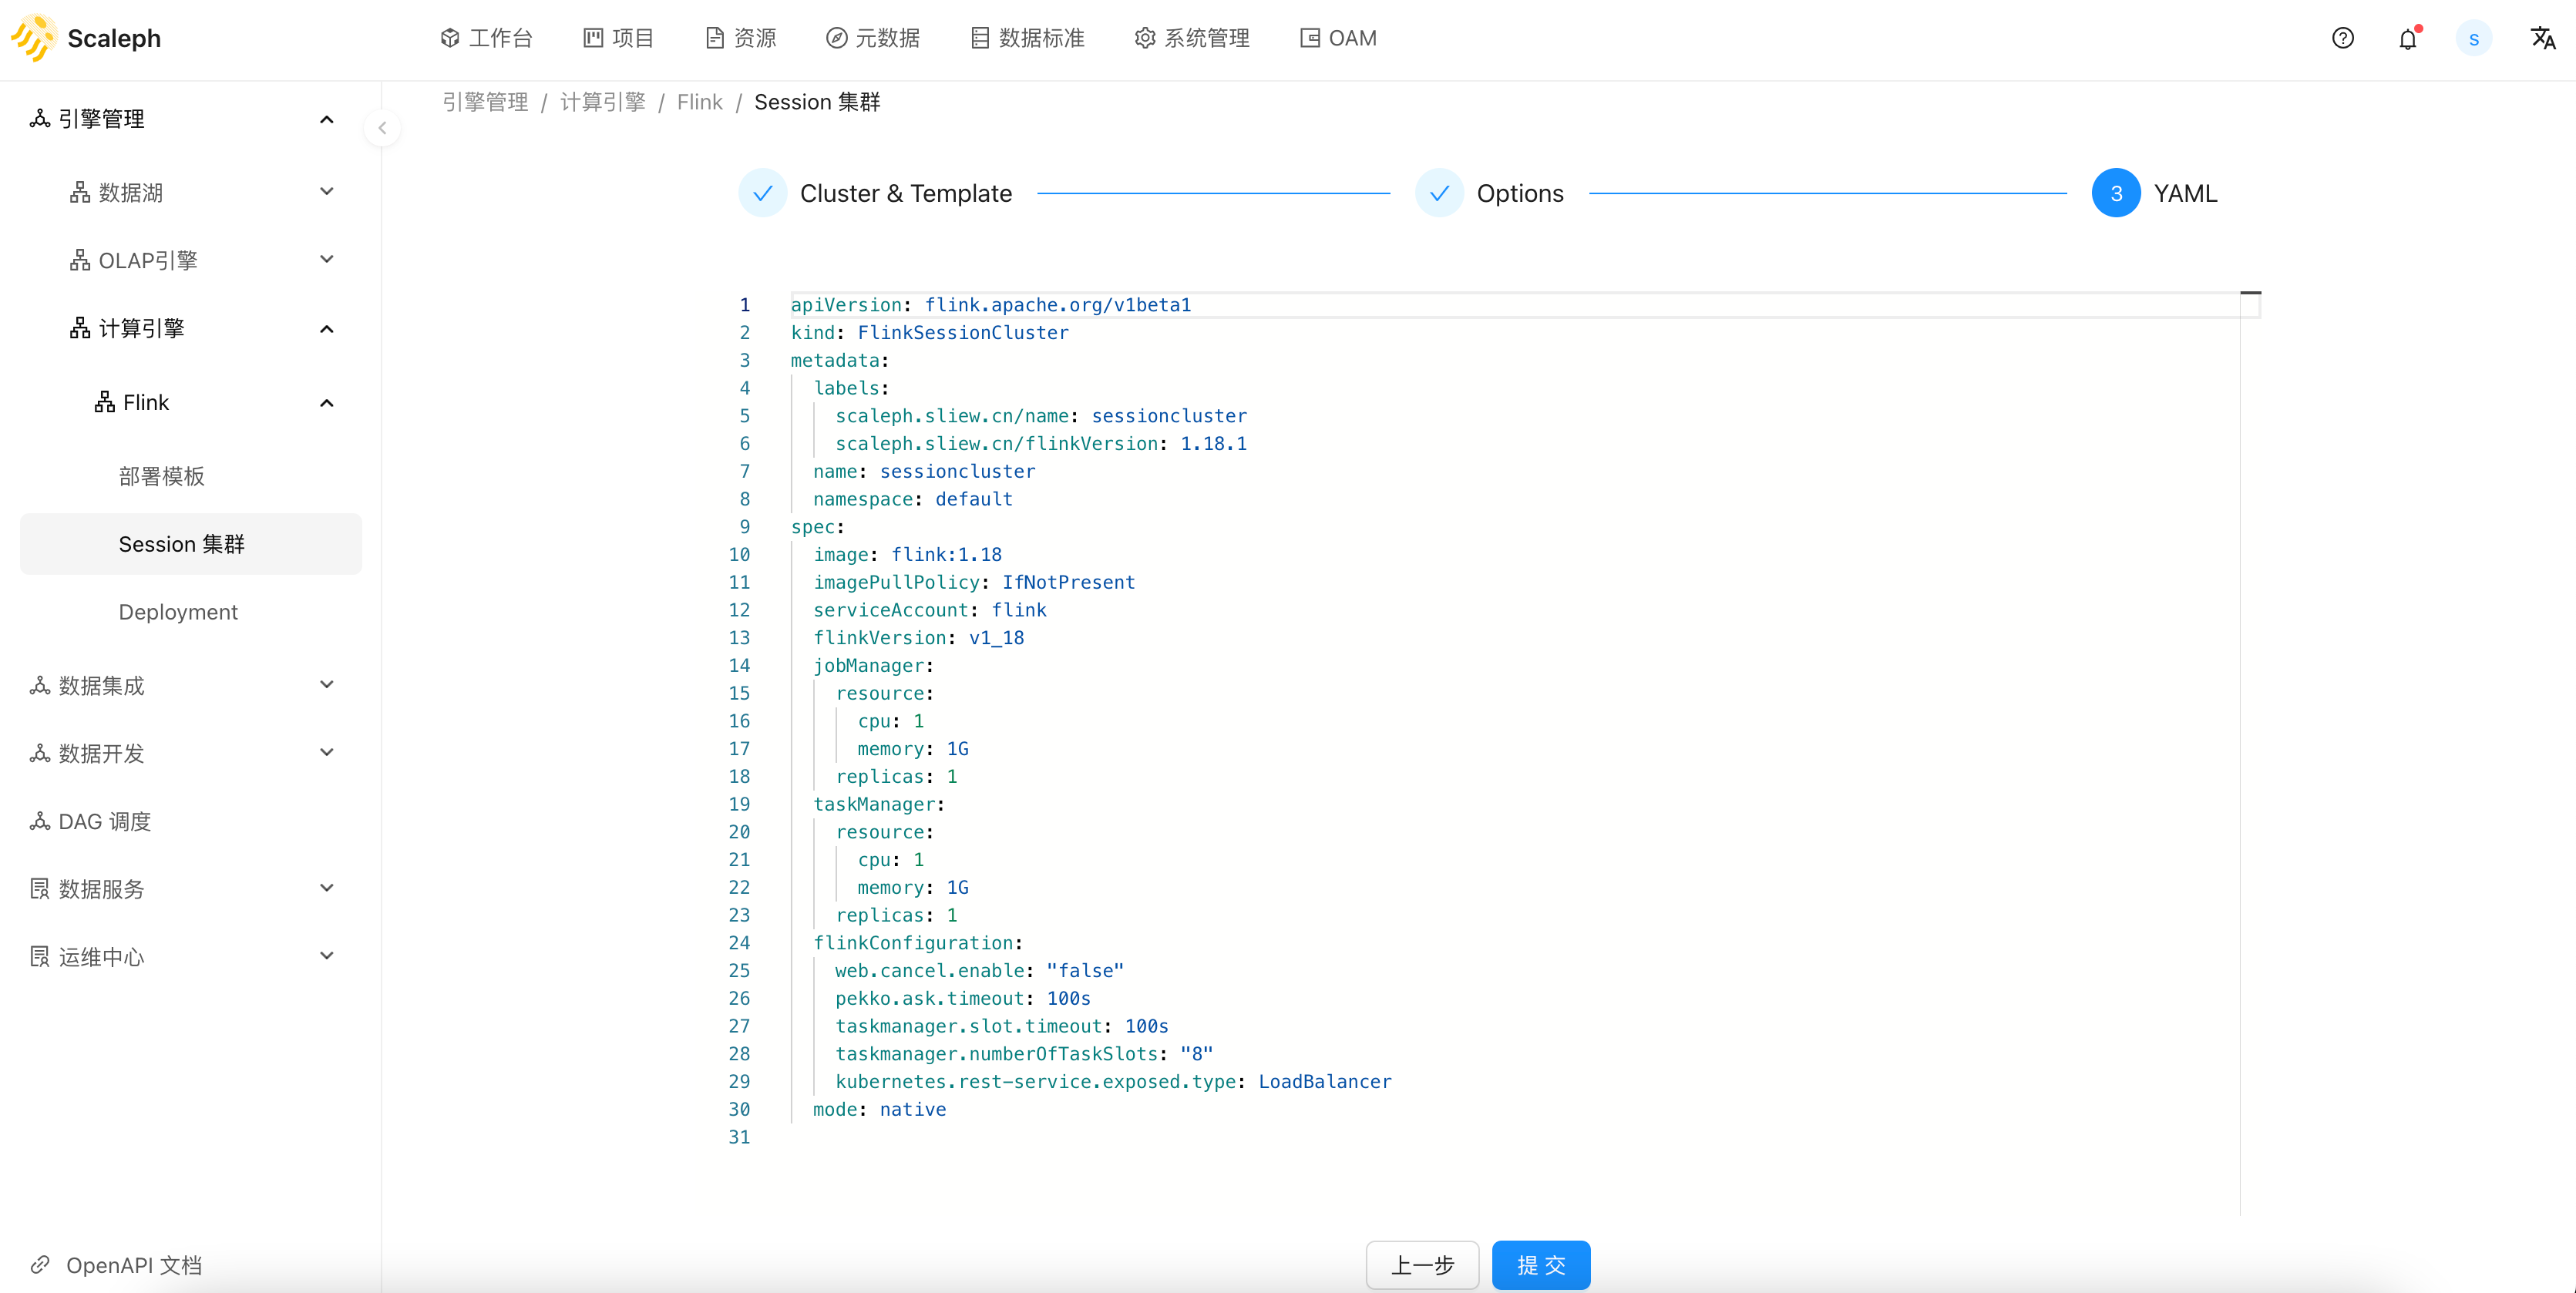 Scaleph
工作台 项目 资源 元数据 数据标准 系统管理 OAM
s
引擎管理 / 计算引擎 / Flink / Session 集群
引擎管理
数据湖
OLAP引擎
计算引擎
Flink
部署模板
Session 集群
Deployment
数据集成
数据开发
DAG 调度
数据服务
运维中心
OpenAPI 文档
Cluster & Template
Options
3 YAML
1 apiVersion: flink.apache.org/v1beta1
2 kind: FlinkSessionCluster
3 metadata:
4   labels:
5     scaleph.sliew.cn/name: sessioncluster
6     scaleph.sliew.cn/flinkVersion: 1.18.1
7   name: sessioncluster
8   namespace: default
9 spec:
10   image: flink:1.18
11   imagePullPolicy: IfNotPresent
12   serviceAccount: flink
13   flinkVersion: v1_18
14   jobManager:
15     resource:
16       cpu: 1
17       memory: 1G
18     replicas: 1
19   taskManager:
20     resource:
21       cpu: 1
22       memory: 1G
23     replicas: 1
24   flinkConfiguration:
25     web.cancel.enable: "false"
26     pekko.ask.timeout: 100s
27     taskmanager.slot.timeout: 100s
28     taskmanager.numberOfTaskSlots: "8"
29     kubernetes.rest-service.exposed.type: LoadBalancer
30   mode: native
31
上一步 提 交